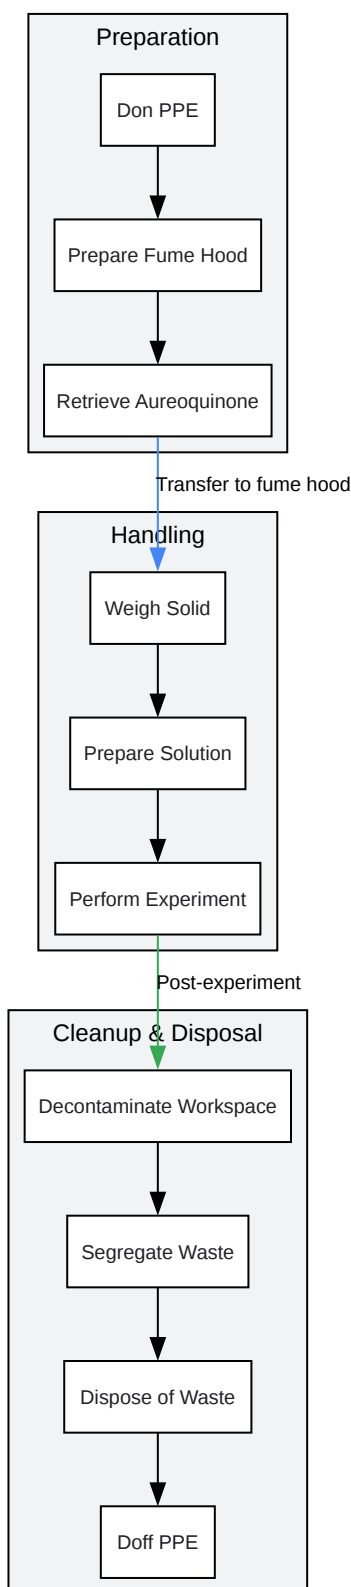 Preparation
Don PPE
Prepare Fume Hood
Retrieve Aureoquinone
Transfer to fume hood
Handling
Weigh Solid
Prepare Solution
Perform Experiment
Post-experiment
Cleanup & Disposal
Decontaminate Workspace
Segregate Waste
Dispose of Waste
Doff PPE